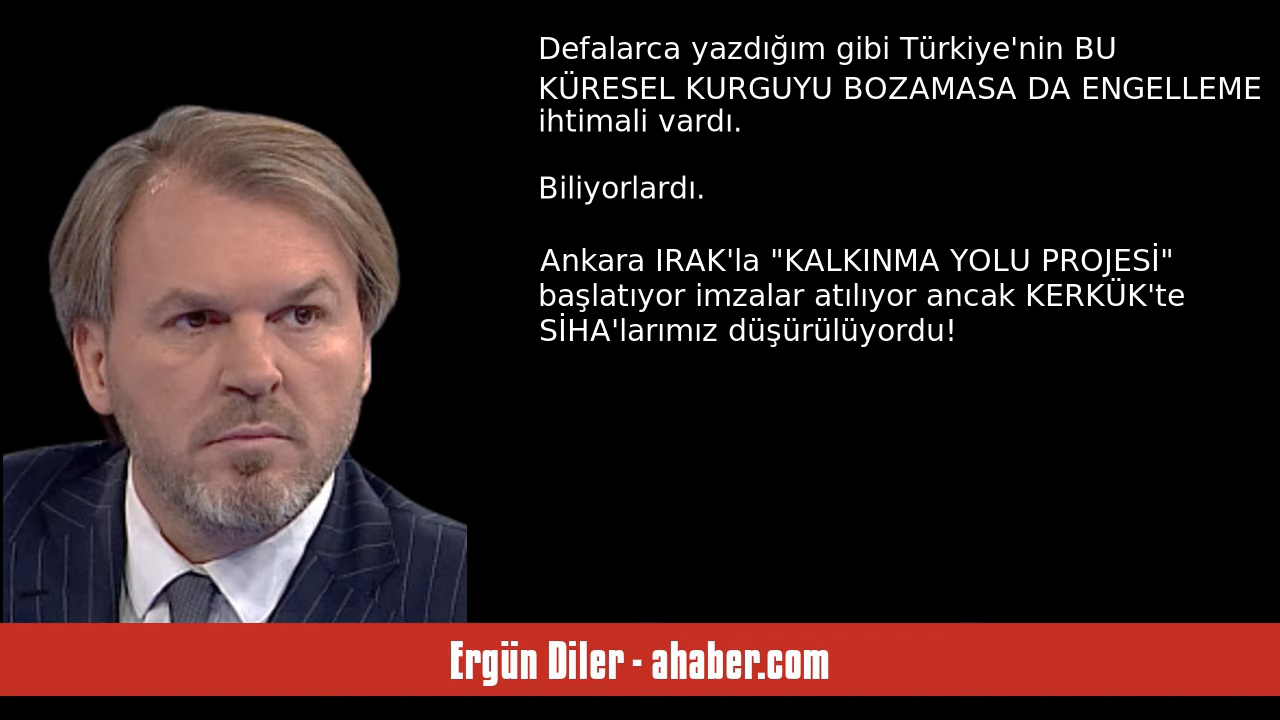 Defalarca yazdığım gibi Türkiye'nin BU
KÜRESEL KURGUYU BOZAMASA DA ENGELLEME
ihtimali vardı.
Biliyorlardı.
Ankara IRAK'la "KALKINMA YOLU PROJESİ"
başlatıyor imzalar atılıyor ancak KERKÜK'te
SİHA'larımız düşürülüyordu!
Ergün Diler - ahaber.com